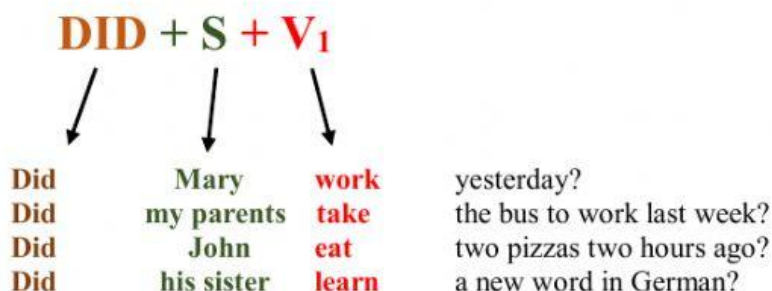 DID + S + V₁
Did Mary work yesterday?
Did my parents take the bus to work last week?
Did John eat two pizzas two hours ago?
Did his sister learn a new word in German?